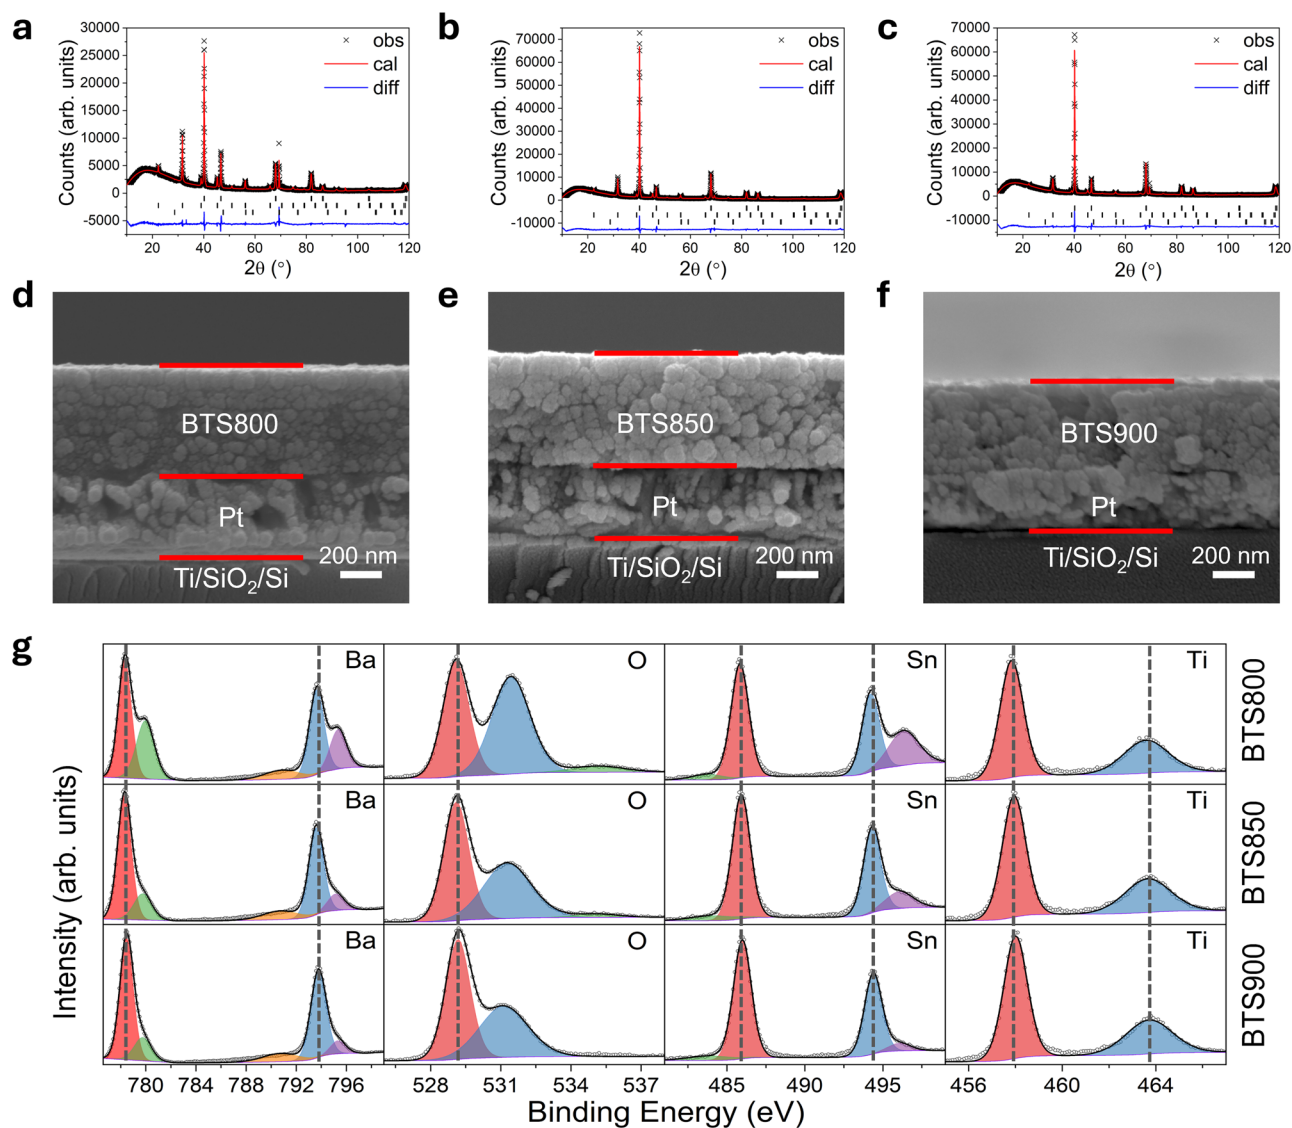 a
30000
25000
20000
15000
10000
5000
0
-5000
Counts (arb. units)
obs
cal
diff
20 40 60 80 100 120
2θ (°)
b
70000
60000
50000
40000
30000
20000
10000
0
-10000
Counts (arb. units)
obs
cal
diff
20 40 60 80 100 120
2θ (°)
c
70000
60000
50000
40000
30000
20000
10000
0
-10000
Counts (arb. units)
obs
cal
diff
20 40 60 80 100 120
2θ (°)
d
BTS800
Pt
200 nm
Ti/SiO₂/Si
e
BTS850
Pt
200 nm
Ti/SiO₂/Si
f
BTS900
Pt
200 nm
Ti/SiO₂/Si
g
Ba O Sn Ti
BTS800
Ba O Sn Ti
BTS850
Ba O Sn Ti
BTS900
Intensity (arb. units)
780 784 788 792 796 528 531 534 537 485 490 495 456 460 464
Binding Energy (eV)